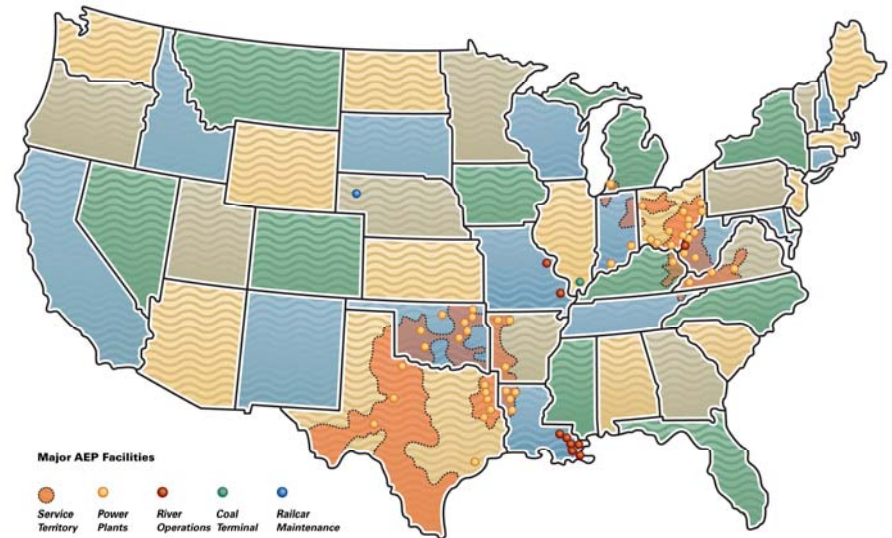 Major AEP Facilities
Service Territory
Power Plants
River Operations
Coal Terminal
Railcar Maintenance